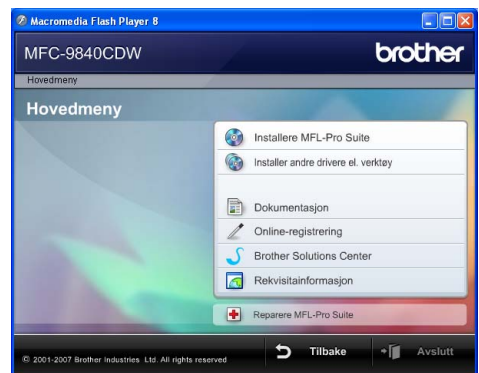 Macromedia Flash Player 8
MFC-9840CDW
brother
Hovedmeny
Hovedmeny
Installere MFL-Pro Suite
Installer andre drivere el. verktøy
Dokumentasjon
Online-registrering
Brother Solutions Center
Rekvisitainformasjon
Reparere MFL-Pro Suite
© 2001-2007 Brother Industries Ltd. All rights reserved
Tilbake
Avslutt